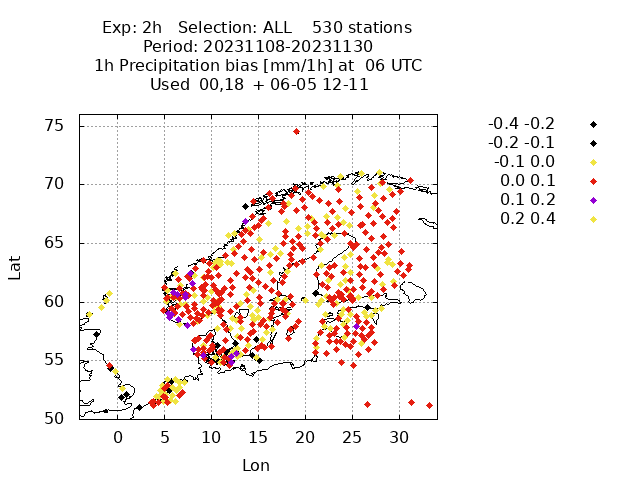 Exp: 2h   Selection: ALL    530 stations
Period: 20231108-20231130
1h Precipitation bias [mm/1h] at  06 UTC
Used 00,18  + 06-05 12-11
-0.4 -0.2
-0.2 -0.1
-0.1 0.0
0.0 0.1
0.1 0.2
0.2 0.4
75
70
65
60
55
50
Lat
0 5 10 15 20 25 30
Lon